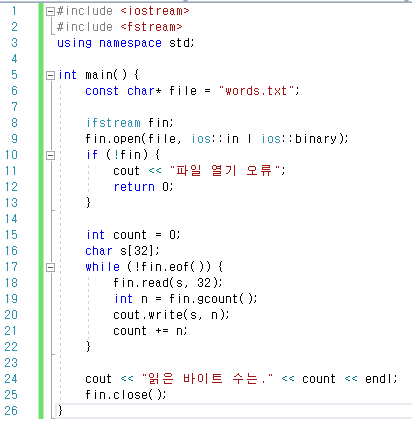 1 #include <iostream>
2 #include <fstream>
3 using namespace std;
4
5 int main() {
6 const char* file = "words.txt";
7
8 ifstream fin;
9 fin.open(file, ios::in | ios::binary);
10 if (!fin) {
11 cout << "파일 열기 오류";
12 return 0;
13 }
14
15 int count = 0;
16 char s[32];
17 while (!fin.eof()) {
18 fin.read(s, 32);
19 int n = fin.gcount();
20 cout.write(s, n);
21 count += n;
22 }
23
24 cout << "읽은 바이트 수는." << count << endl;
25 fin.close();
26 }